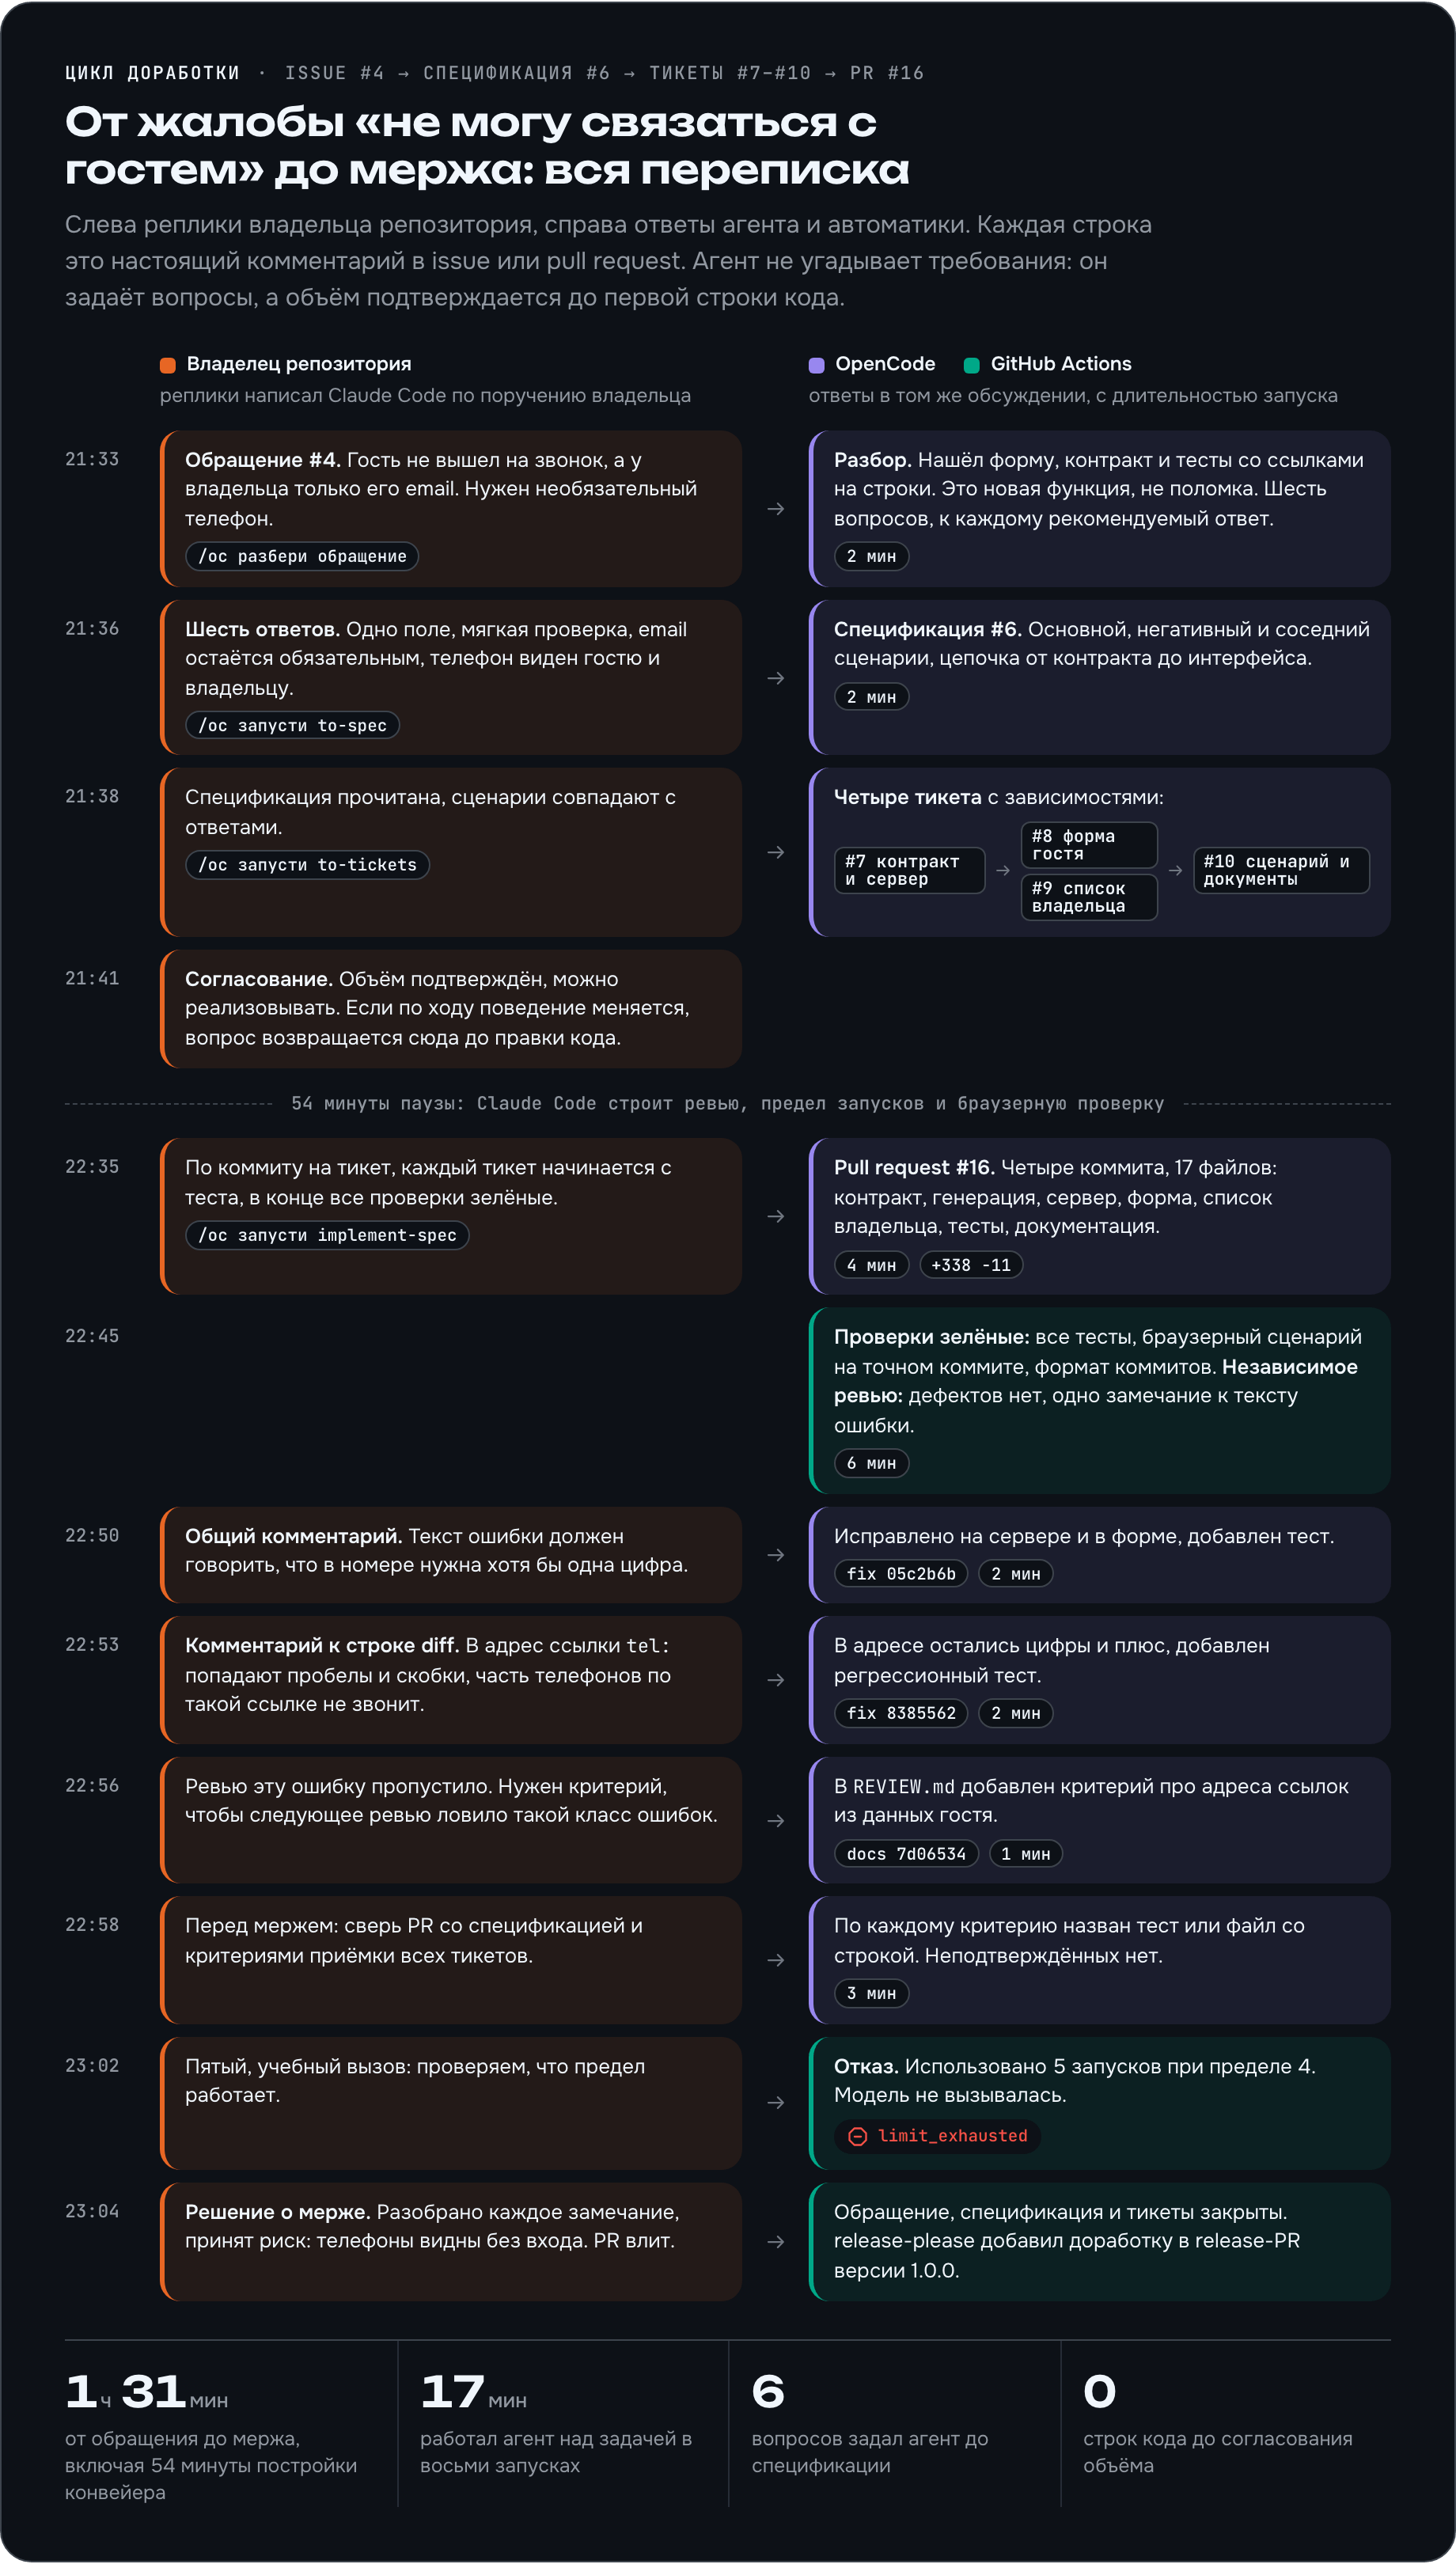 ЦИКЛ ДОРАБОТКИ · ISSUE #4 → СПЕЦИФИКАЦИЯ #6 → ТИКЕТЫ #7–#10 → PR #16
От жалобы «не могу связаться с
гостем» до мержа: вся переписка
Слева реплики владельца репозитория, справа ответы агента и автоматики. Каждая строка
это настоящий комментарий в issue или pull request. Агент не угадывает требования: он
задаёт вопросы, а объём подтверждается до первой строки кода.
Владелец репозитория
реплики написал Claude Code по поручению владельца
OpenCode GitHub Actions
ответы в том же обсуждении, с длительностью запуска
21:33
Обращение #4. Гость не вышел на звонок, а у
владельца только его email. Нужен необязательный
телефон.
/oc разбери обращение
→
Разбор. Нашёл форму, контракт и тесты со ссылками
на строки. Это новая функция, не поломка. Шесть
вопросов, к каждому рекомендуемый ответ.
2 мин
21:36
Шесть ответов. Одно поле, мягкая проверка, email
остаётся обязательным, телефон виден гостю и
владельцу.
/oc запусти to-spec
→
Спецификация #6. Основной, негативный и соседний
сценарии, цепочка от контракта до интерфейса.
2 мин
21:38
Спецификация прочитана, сценарии совпадают с
ответами.
/oc запусти to-tickets
→
Четыре тикета с зависимостями:
#7 контракт
и сервер
→
#8 форма
гостя
#9 список
владельца
→
#10 сценарий и
документы
21:41
Согласование. Объём подтверждён, можно
реализовывать. Если по ходу поведение меняется,
вопрос возвращается сюда до правки кода.
54 минуты паузы: Claude Code строит ревью, предел запусков и браузерную проверку
22:35
По коммиту на тикет, каждый тикет начинается с
теста, в конце все проверки зелёные.
/oc запусти implement-spec
→
Pull request #16. Четыре коммита, 17 файлов:
контракт, генерация, сервер, форма, список
владельца, тесты, документация.
4 мин +338 -11
22:45
Проверки зелёные: все тесты, браузерный сценарий
на точном коммите, формат коммитов. Независимое
ревью: дефектов нет, одно замечание к тексту
ошибки.
6 мин
22:50
Общий комментарий. Текст ошибки должен
говорить, что в номере нужна хотя бы одна цифра.
→
Исправлено на сервере и в форме, добавлен тест.
fix 05c2b6b 2 мин
22:53
Комментарий к строке diff. В адрес ссылки tel:
попадают пробелы и скобки, часть телефонов по
такой ссылке не звонит.
→
В адресе остались цифры и плюс, добавлен
регрессионный тест.
fix 8385562 2 мин
22:56
Ревью эту ошибку пропустило. Нужен критерий,
чтобы следующее ревью ловило такой класс ошибок.
→
В REVIEW.md добавлен критерий про адреса ссылок
из данных гостя.
docs 7d06534 1 мин
22:58
Перед мержем: сверь PR со спецификацией и
критериями приёмки всех тикетов.
→
По каждому критерию назван тест или файл со
строкой. Неподтверждённых нет.
3 мин
23:02
Пятый, учебный вызов: проверяем, что предел
работает.
→
Отказ. Использовано 5 запусков при пределе 4.
Модель не вызывалась.
limit_exhausted
23:04
Решение о мерже. Разобрано каждое замечание,
принят риск: телефоны видны без входа. PR влит.
→
Обращение, спецификация и тикеты закрыты.
release-please добавил доработку в release-PR
версии 1.0.0.
1 ч 31 мин
от обращения до мержа,
включая 54 минуты постройки
конвейера
17 мин
работал агент над задачей в
восьми запусках
6
вопросов задал агент до
спецификации
0
строк кода до согласования
объёма